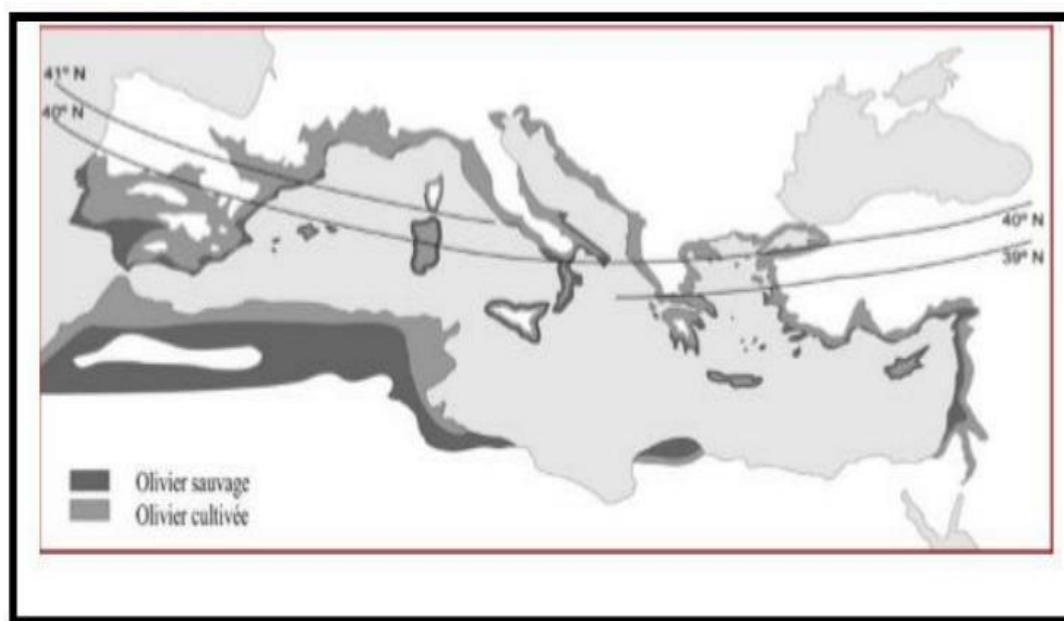 41° N
40° N
40° N
39° N
Olivier sauvage
Olivier cultivée